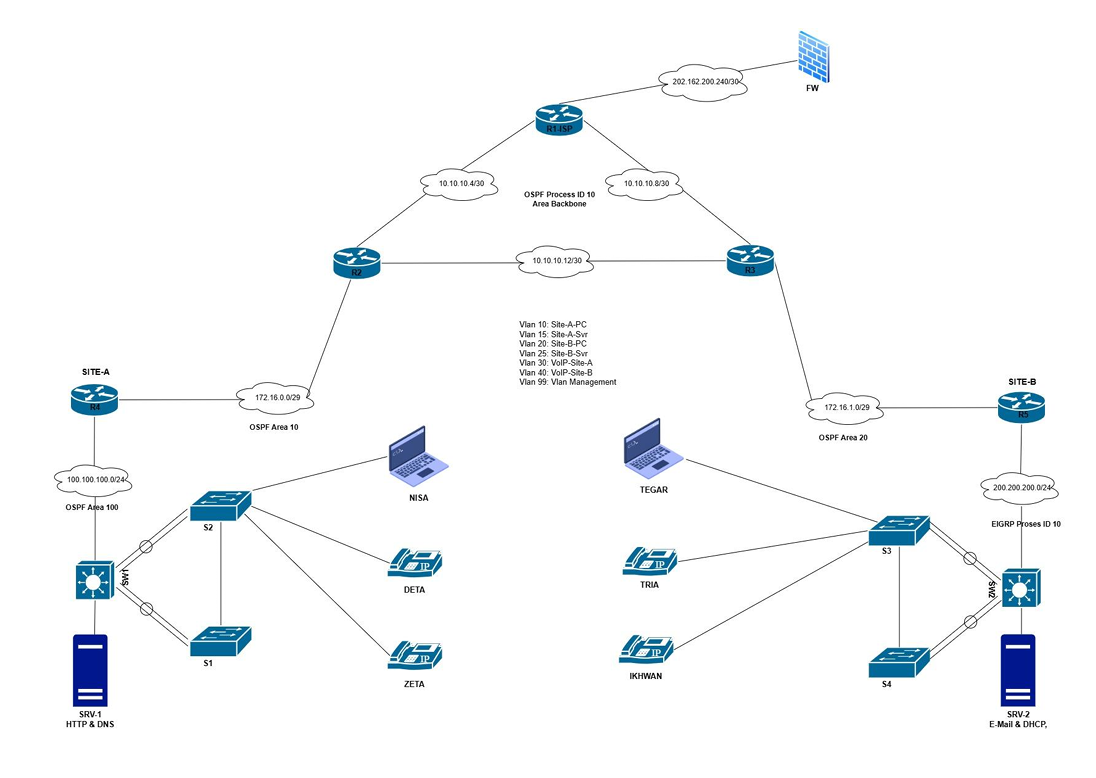 202.162.200.240/30
FW
R1-ISP
10.10.10.4/30
10.10.10.8/30
OSPF Process ID 10
Area Backbone
R2
10.10.10.12/30
R3
Vlan 10: Site-A-PC
Vlan 15: Site-A-Svr
Vlan 20: Site-B-PC
Vlan 25: Site-B-Svr
Vlan 30: VoIP-Site-A
Vlan 40: VoIP-Site-B
Vlan 99: Vlan Management
SITE-A
R4
172.16.0.0/29
OSPF Area 10
SITE-B
R5
172.16.1.0/29
OSPF Area 20
100.100.100.0/24
OSPF Area 100
NISA
TEGAR
200.200.200.0/24
EIGRP Proses ID 10
S2
S3
IP
DETA
IP
TRIA
SW1
SW2
S1
S4
IP
ZETA
IP
IKHWAN
SRV-1
HTTP & DNS
SRV-2
E-Mail & DHCP,